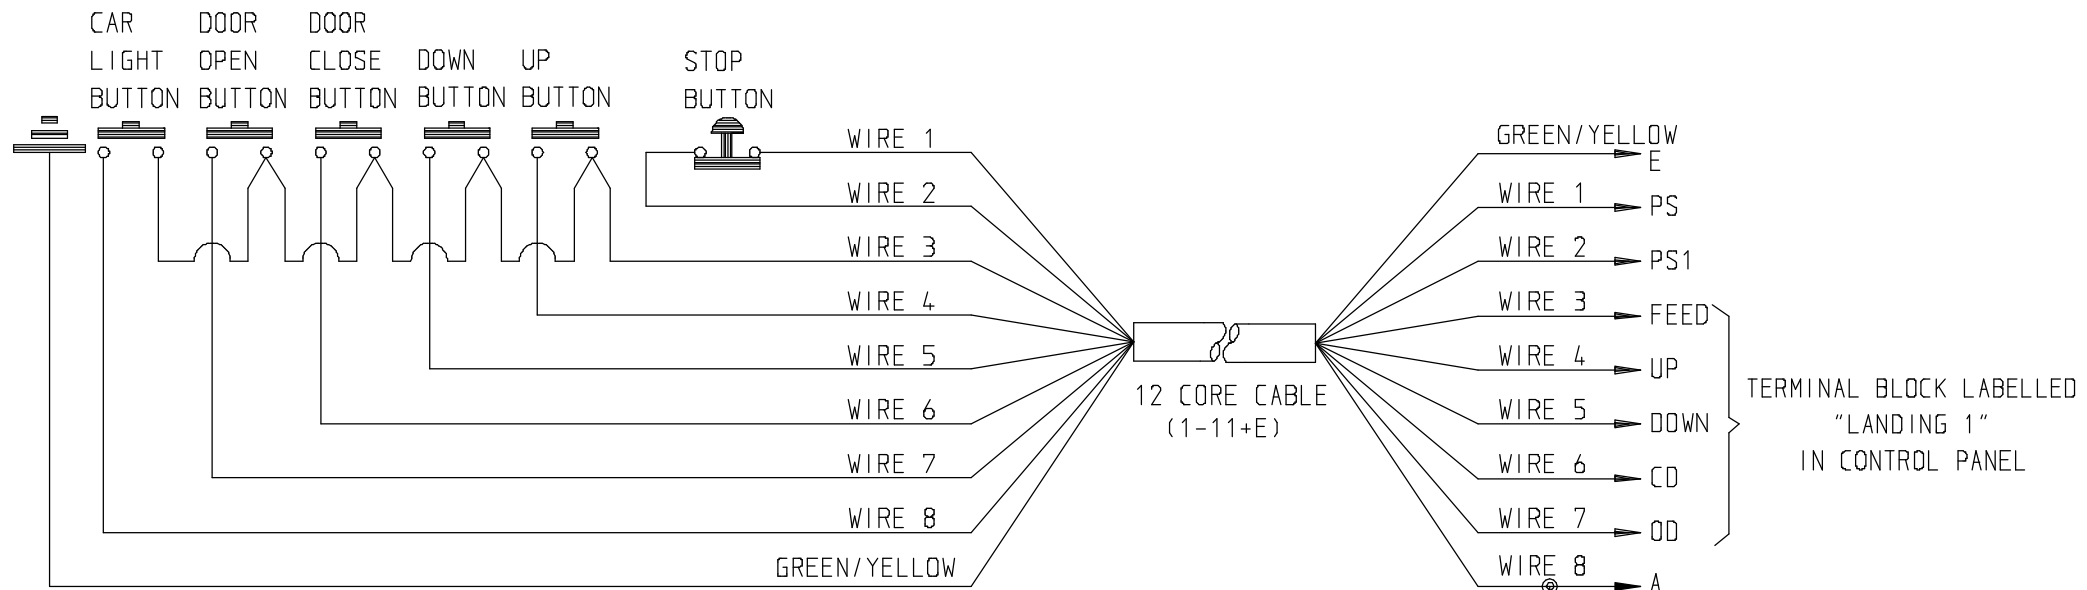 CAR
LIGHT
BUTTON
DOOR
OPEN
BUTTON
DOOR
CLOSE
BUTTON
DOWN
BUTTON
UP
BUTTON
STOP
BUTTON
WIRE 1
WIRE 2
WIRE 3
WIRE 4
WIRE 5
WIRE 6
WIRE 7
WIRE 8
GREEN/YELLOW
12 CORE CABLE
(1-11+E)
GREEN/YELLOW
E
WIRE 1
PS
WIRE 2
PS1
WIRE 3
FEED
WIRE 4
UP
WIRE 5
DOWN
WIRE 6
CD
WIRE 7
OD
WIRE 8
A
TERMINAL BLOCK LABELLED
"LANDING 1"
IN CONTROL PANEL